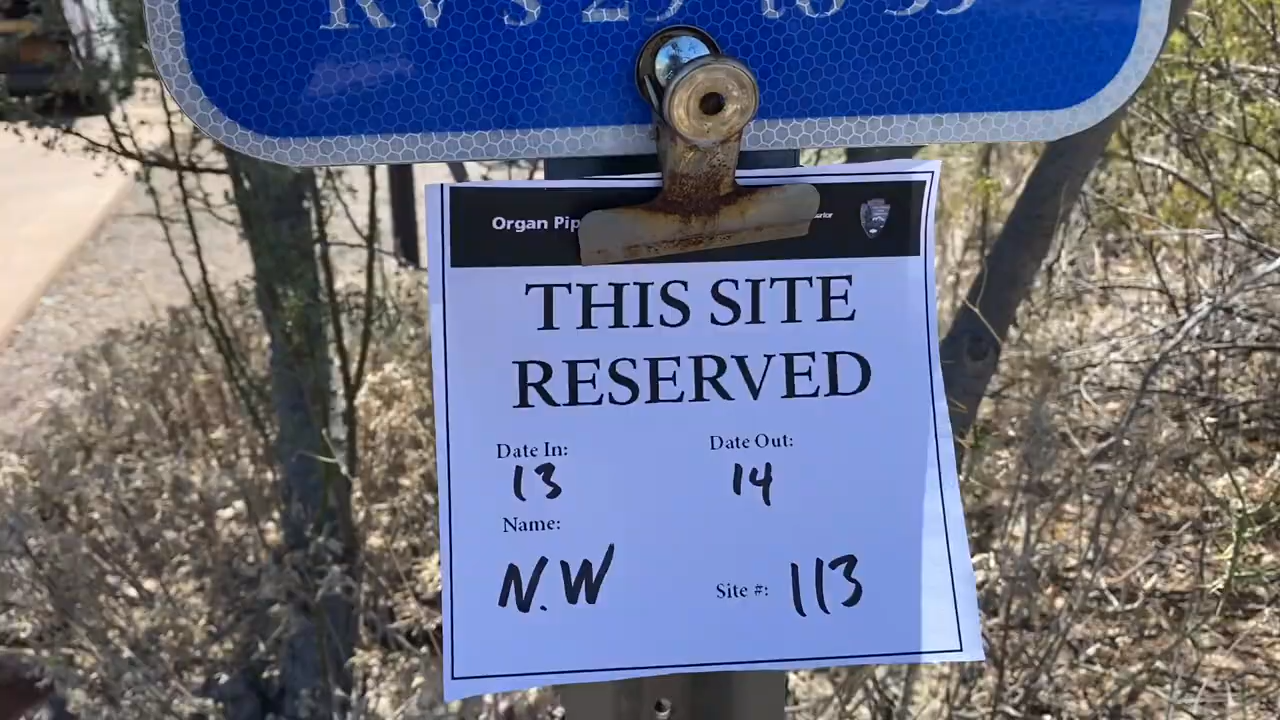 Organ Pip
THIS SITE
RESERVED
Date In:
Date Out:
13
14
Name:
N.W
Site #: 113